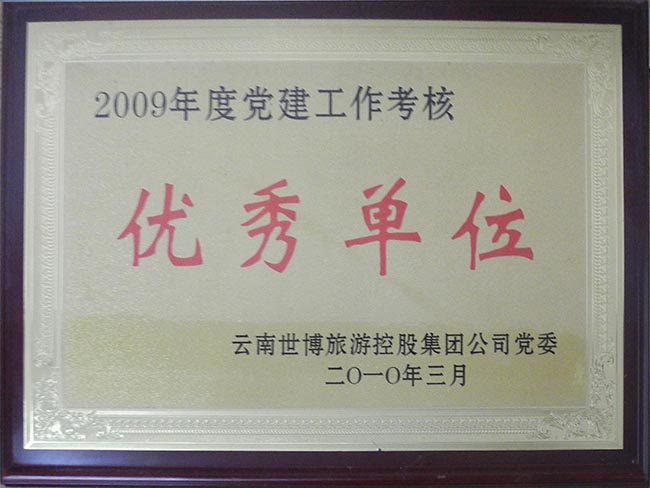 2009年度党建工作考核
优秀单位
云南世博旅游控股集团公司党委
二〇一〇年三月